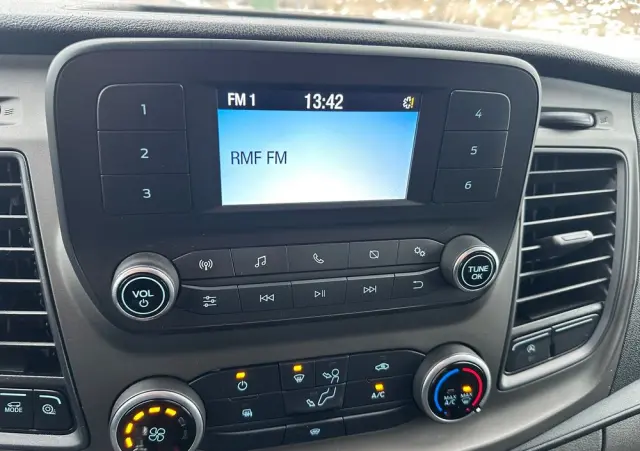 FM 1 13:42
RMF FM
1
2
3
4
5
6
VOL
TUNE
OK
MODE
A/C
MAX
A/C
MAX